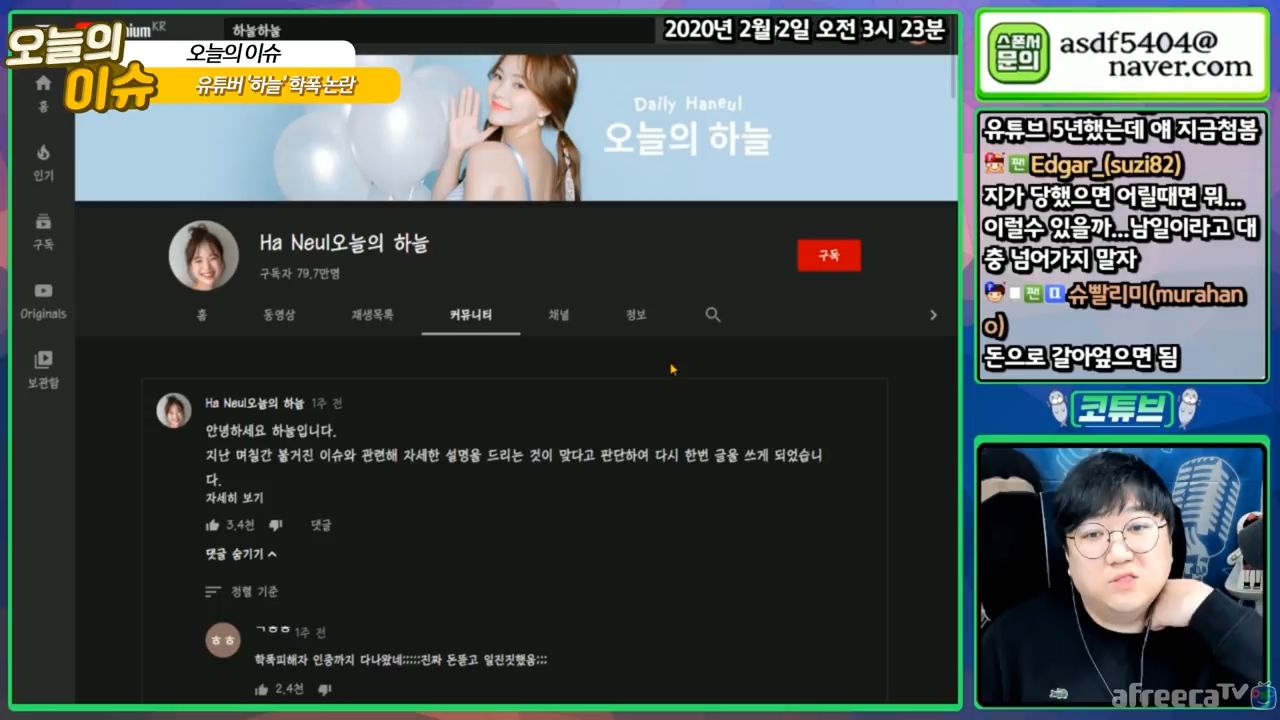 오늘의
이슈
mium KR
하늘하늘
오늘의 이슈
유튜버 '하늘' 학폭 논란
2020년 2월 2일 오전 3시 23분
홈
인기
구독
Originals
보관함
Daily Haneul
오늘의 하늘
Ha Neul오늘의 하늘
구독자 79.7만명
구독
홈
동영상
재생목록
커뮤니티
채널
정보
Ha Neul오늘의 하늘 1주 전
안녕하세요 하늘입니다.
지난 며칠간 불거진 이슈와 관련해 자세한 설명을 드리는 것이 맞다고 판단하여 다시 한번 글을 쓰게 되었습니
다.
자세히 보기
3.4천 댓글
댓글 숨기기
정렬 기준
ㅎㅎ
ㄱㅎㅎ 1주 전
학폭피해자 인증까지 다나왔네;;;;;진짜 돈뜯고 일진짓했음;;;
2.4천
스폰서
문의
asdf5404@
naver.com
유튜브 5년했는데 얘 지금첨봄
팬 Edgar_(suzi82)
지가 당했으면 어릴때면 뭐...
이럴수 있을까...남일이라고 대
충 넘어가지 말자
팬 슈빨리미(murahan
o)
돈으로 갈아엎으면 됨
코튜브
afreecaTV